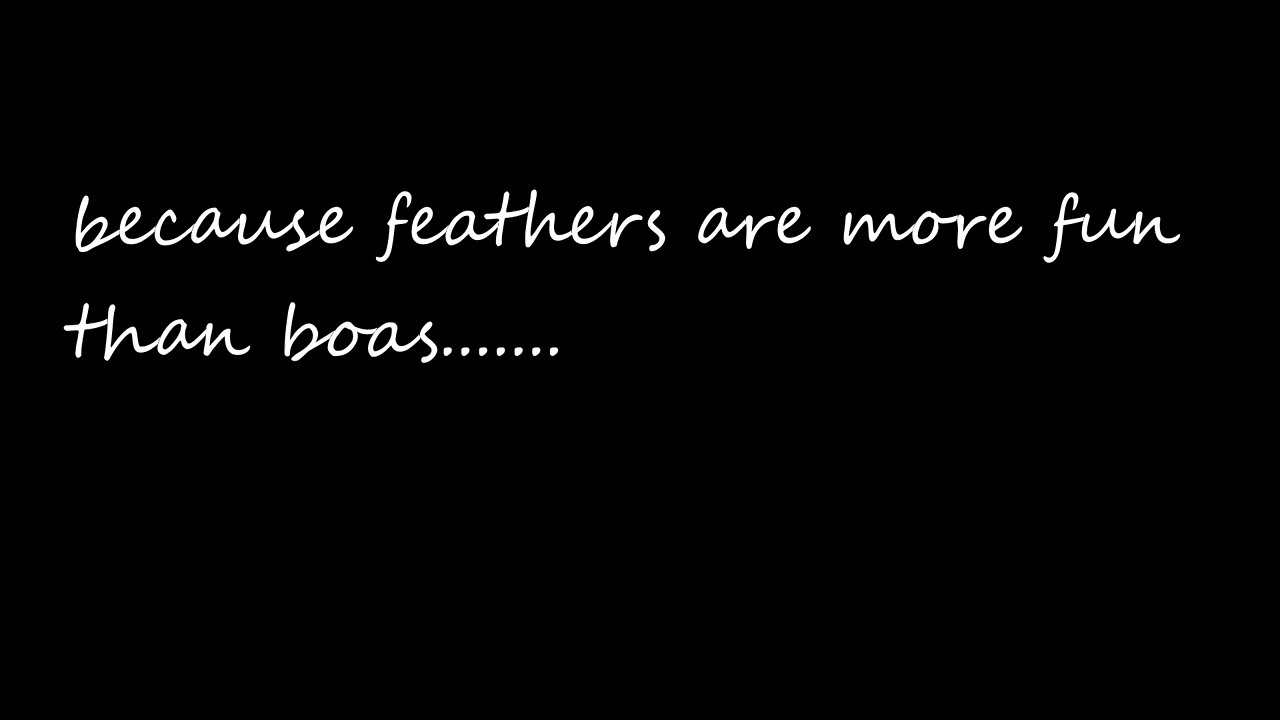 because feathers are more fun
than boas.......